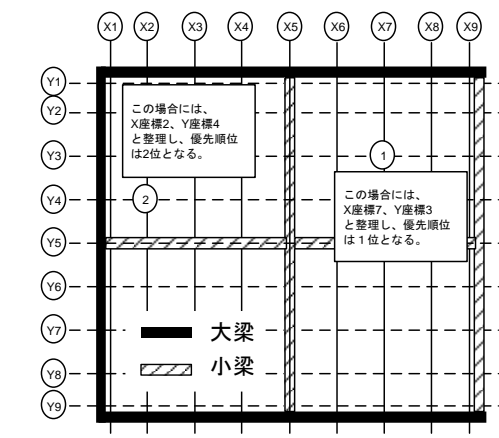 X1 X2 X3 X4 X5 X6 X7 X8 X9
Y1
Y2
Y3
Y4
Y5
Y6
Y7
Y8
Y9
この場合には、
X座標2、Y座標4
と整理し、優先順位
は2位となる。
1
2
この場合には、
X座標7、Y座標3
と整理し、優先順位
は１位となる。
大梁
小梁